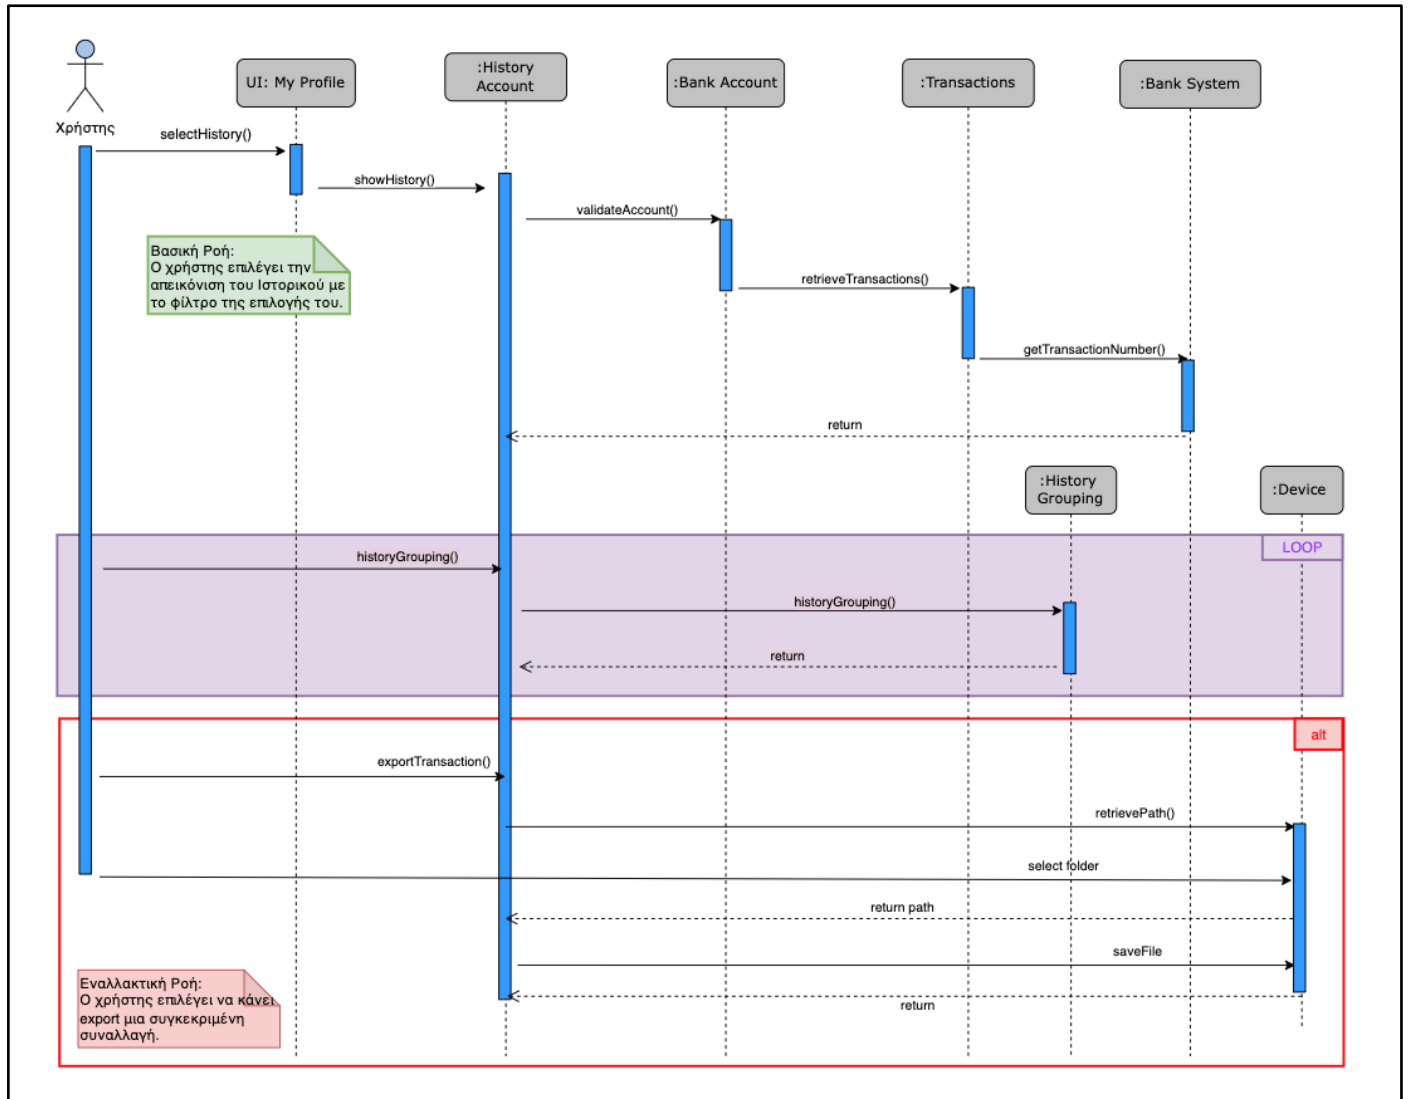 Χρήστης
UI: My Profile
:History
Account
:Bank Account
:Transactions
:Bank System
selectHistory()
showHistory()
validateAccount()
Βασική Ροή:
Ο χρήστης επιλέγει την
απεικόνιση του Ιστορικού με
το φίλτρο της επιλογής του.
retrieveTransactions()
getTransactionNumber()
return
:History
Grouping
:Device
LOOP
historyGrouping()
historyGrouping()
return
alt
exportTransaction()
retrievePath()
select folder
return path
saveFile
return
Εναλλακτική Ροή:
Ο χρήστης επιλέγει να κάνει
export μια συγκεκριμένη
συναλλαγή.